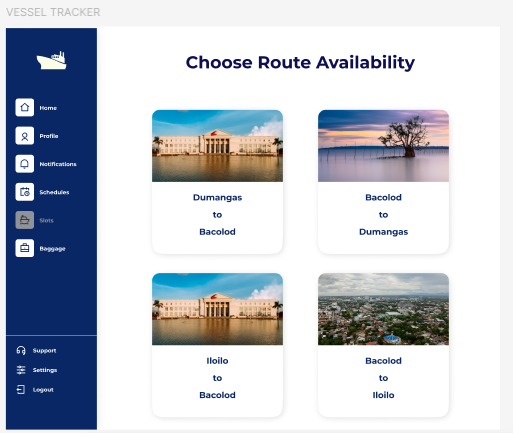 VESSEL TRACKER
Choose Route Availability
Home
Profile
Notifications
Schedules
Slots
Baggage
Support
Settings
Logout
Dumangas
to
Bacolod
Bacolod
to
Dumangas
Iloilo
to
Bacolod
Bacolod
to
Iloilo